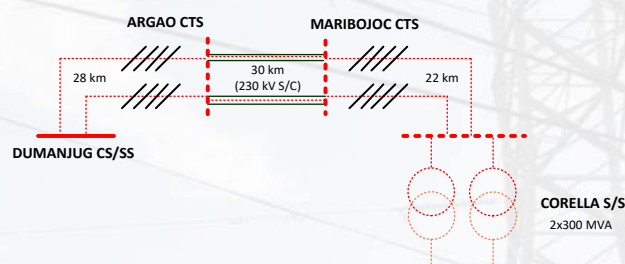 ARGAO CTS
MARIBOJOC CTS
28 km
30 km
(230 kV S/C)
22 km
DUMANJUG CS/SS
CORELLA S/S
2x300 MVA